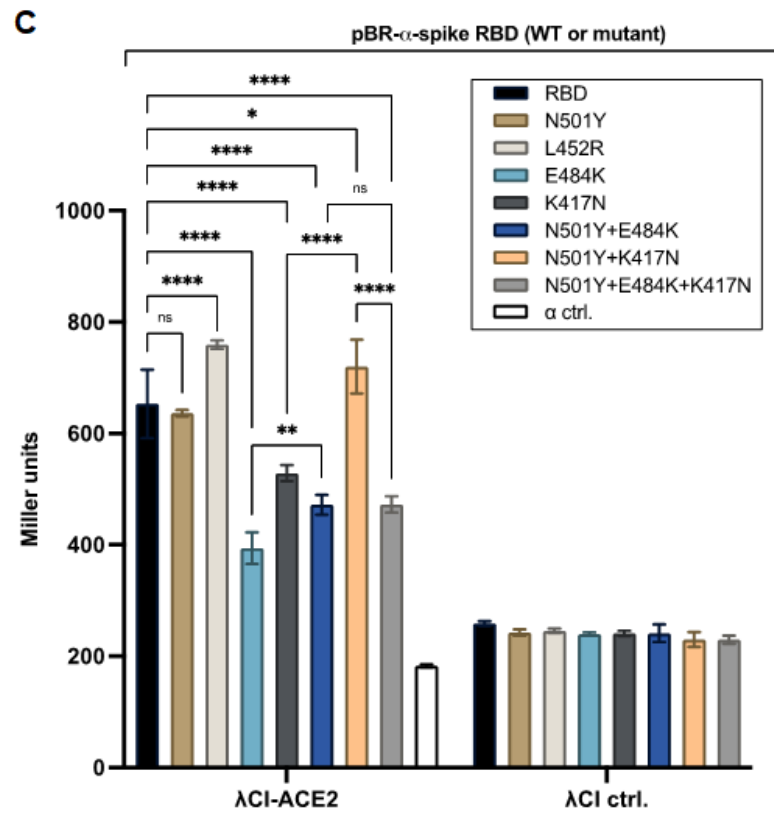 C
pBR-α-spike RBD (WT or mutant)
****
*
****
ns
****
****
****
****
****
ns
**
RBD
N501Y
L452R
E484K
K417N
N501Y+E484K
N501Y+K417N
N501Y+E484K+K417N
α ctrl.
Miller units
1000
800
600
400
200
0
λCI-ACE2
λCI ctrl.